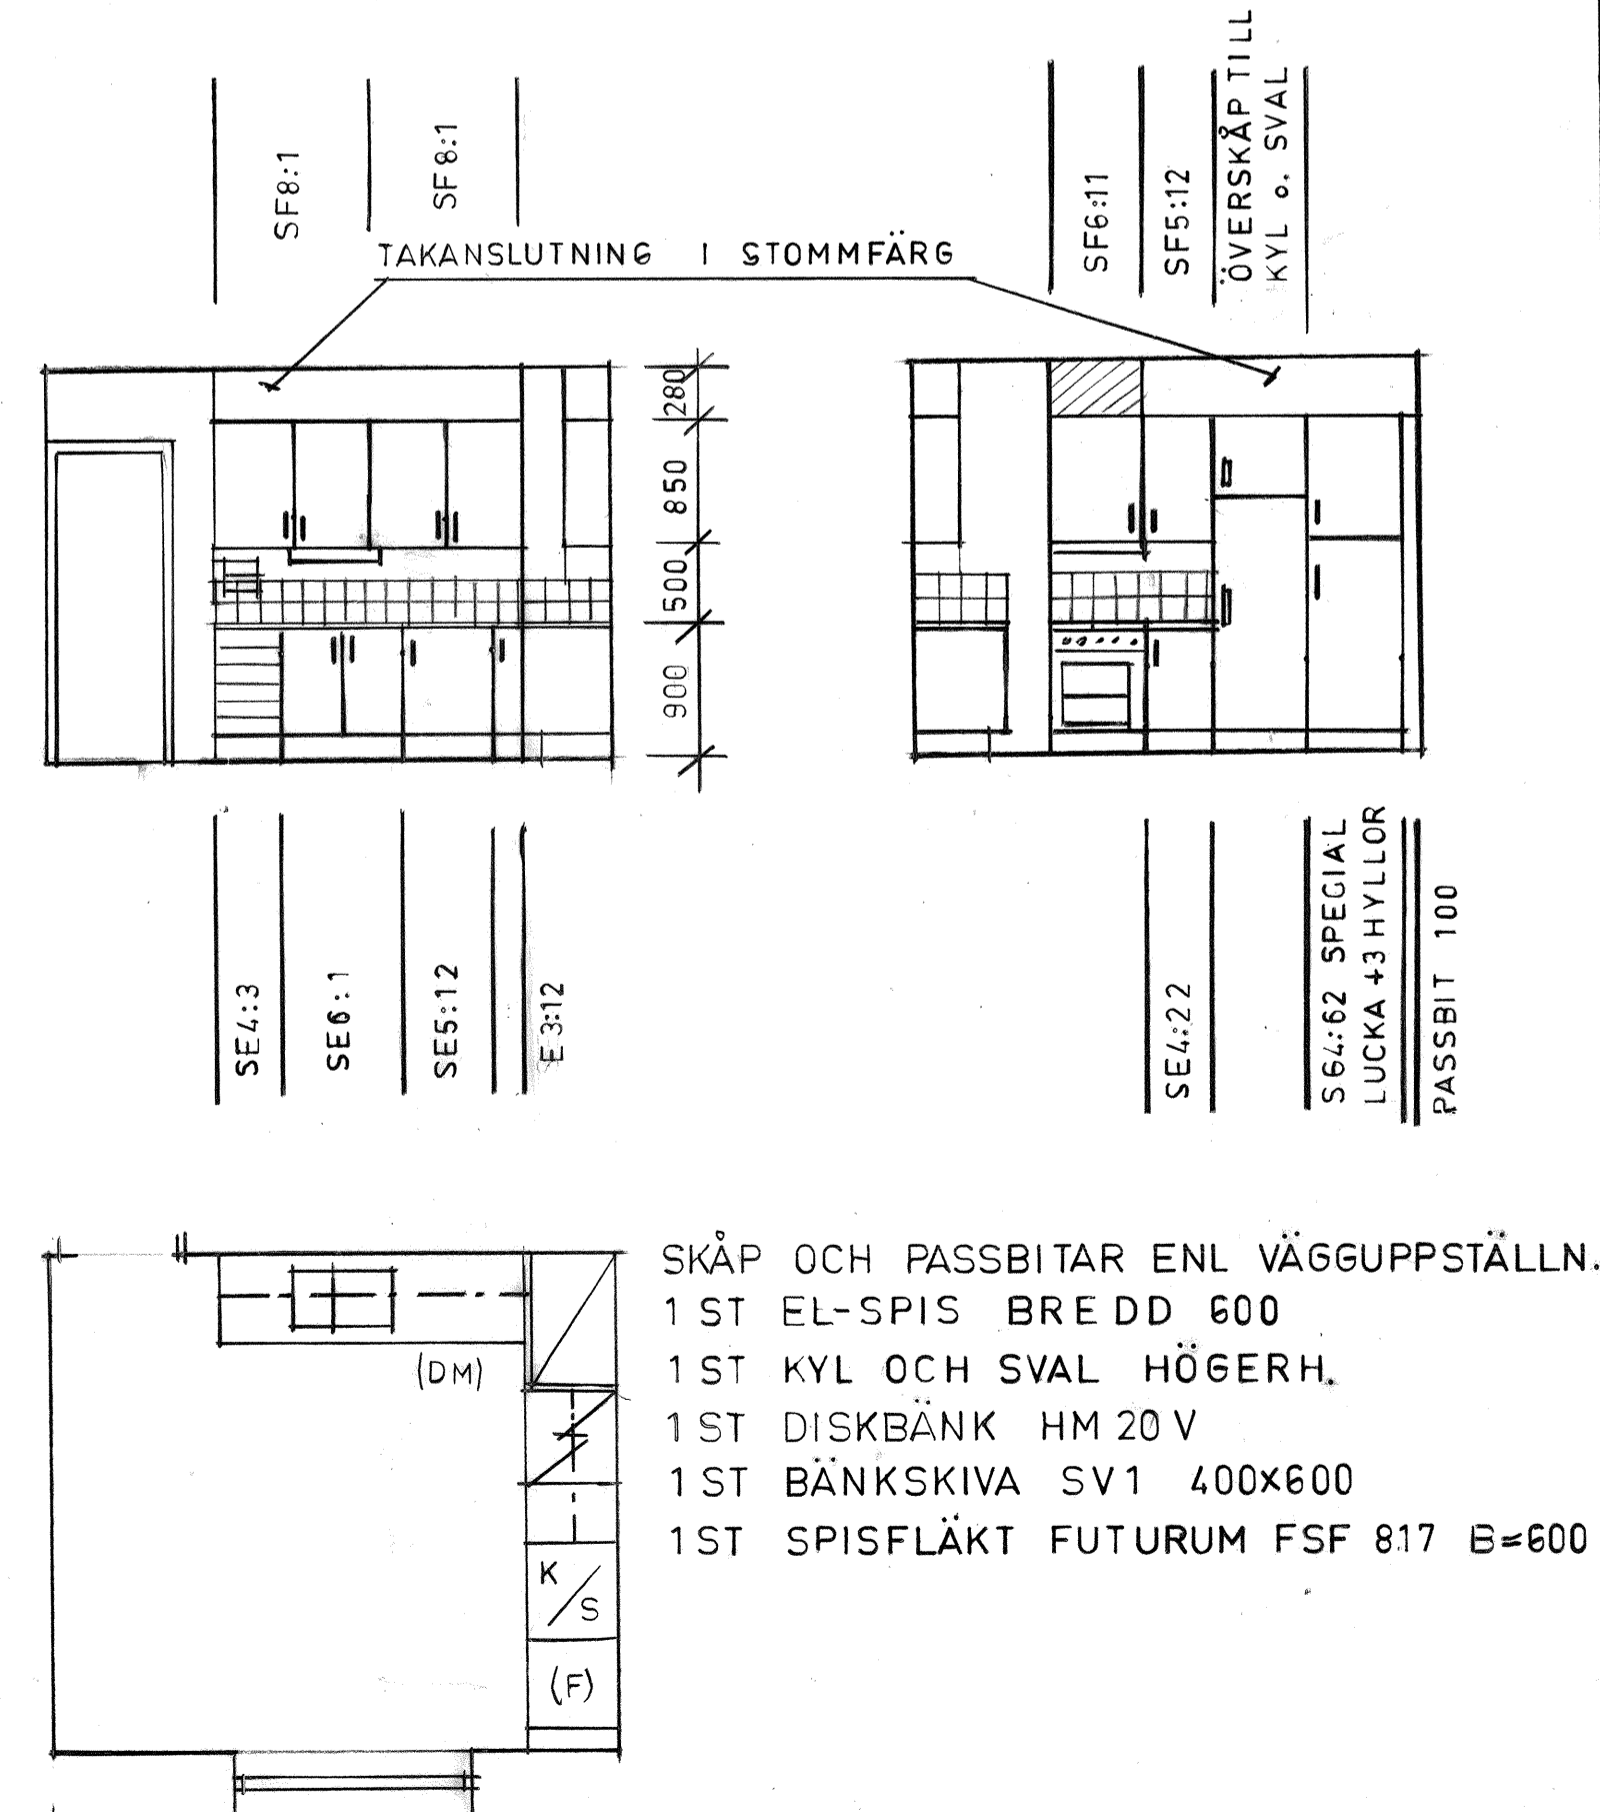 SF8:1
SF8:1
SF6:11
SF5:12
ÖVERSKÅP TILL
KYL o. SVAL
TAKANSLUTNING I STOMMFÄRG
280
850
500
900
SE4:3
SE6:1
SE5:12
E3:12
SE4:22
S64:62 SPECIAL
LUCKA +3 HYLLOR
PASSBIT 100
SKÅP OCH PASSBITAR ENL VÄGGUPPSTÄLLN.
1 ST EL-SPIS BREDD 600
1 ST KYL OCH SVAL HÖGERH.
1 ST DISKBÄNK HM 20 V
1 ST BÄNKSKIVA SV1 400x600
1 ST SPISFLÄKT FUTURUM FSF 817 B=600
(DM)
K/S
(F)